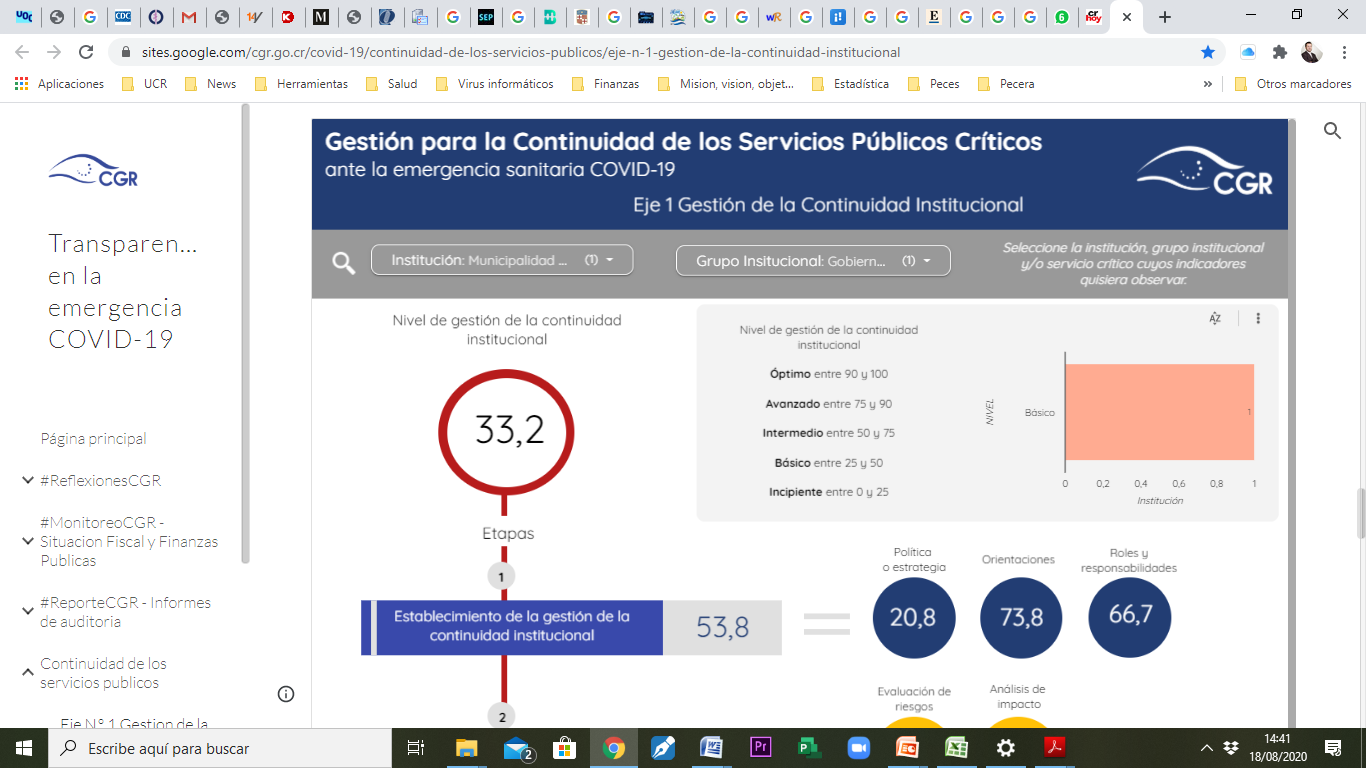 sites.google.com/cgr.go.cr/covid-19/continuidad-de-los-servicios-publicos/eje-n-1-gestion-de-la-continuidad-institucional
Aplicaciones
UCR
News
Herramientas
Salud
Virus informáticos
Finanzas
Mision, vision, objet...
Estadística
Peces
Pecera
»
Otros marcadores
CGR
Transparen...
en la
emergencia
COVID-19
Página principal
#ReflexionesCGR
#MonitoreoCGR -
Situacion Fiscal y Finanzas
Publicas
#ReporteCGR - Informes
de auditoria
Continuidad de los
servicios publicos
Eje N.° 1 Gestion de la
Gestión para la Continuidad de los Servicios Públicos Críticos
ante la emergencia sanitaria COVID-19
Eje 1 Gestión de la Continuidad Institucional
CGR
Institución: Municipalidad ... (1)
Grupo Insitucional: Gobiern... (1)
Seleccione la institución, grupo institucional
y/o servicio crítico cuyos indicadores
quisiera observar.
Nivel de gestión de la continuidad
institucional
33,2
Etapas
1
Establecimiento de la gestión de la
continuidad institucional
53,8
2
Nivel de gestión de la continuidad
institucional
Óptimo entre 90 y 100
Avanzado entre 75 y 90
Intermedio entre 50 y 75
Básico entre 25 y 50
Incipiente entre 0 y 25
NIVEL
Básico
1
0 0,2 0,4 0,6 0,8 1
Institución
Política
o estrategia
20,8
Orientaciones
73,8
Roles y
responsabilidades
66,7
Evaluación de
riesgos
Análisis de
impacto
Escribe aquí para buscar
2
14:41
18/08/2020